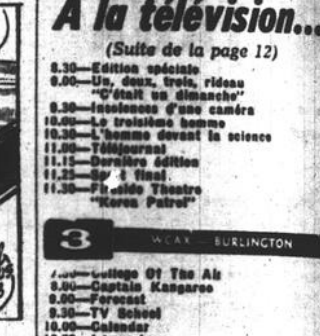 A la télévision...
(Suite de la page 12)
8.30—Edition spéciale
9.00—Un, deux, trois, rideau
"C'était un dimanche"
9.30—Insolences d'une caméra
10.00—Le troisième homme
10.30—L'homme devant la science
11.00—Téléjournal
11.15—Dernière édition
11.25— final
11.30— Theatre
"Korea Patrol"
3 WCAX — BURLINGTON
College Of The Air
8.00—Captain Kangaroo
9.00—Forecast
9.30—TV School
10.00—Calendar